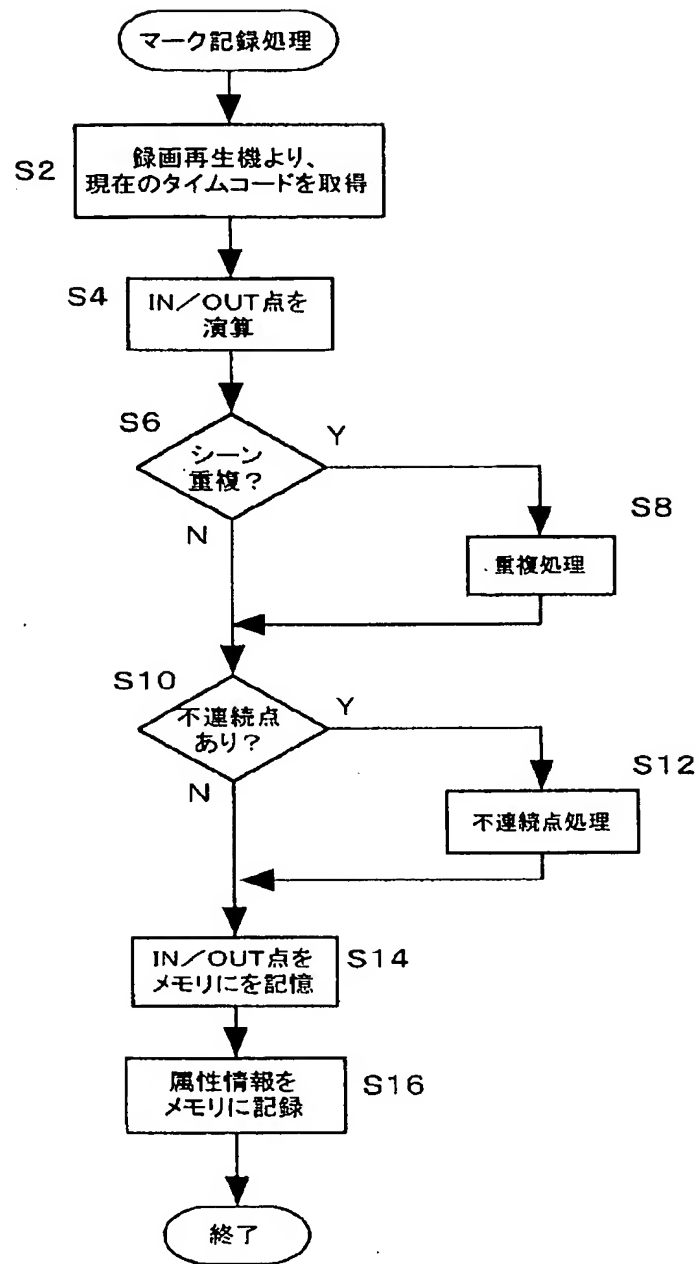 マーク記録処理
S2
録画再生機より、
現在のタイムコードを取得
S4
IN／OUT点を
演算
S6
シーン
重複？
Y
N
S8
重複処理
S10
不連続点
あり？
Y
N
S12
不連続点処理
IN／OUT点を
メモリにを記憶
S14
属性情報を
メモリに記録
S16
終了